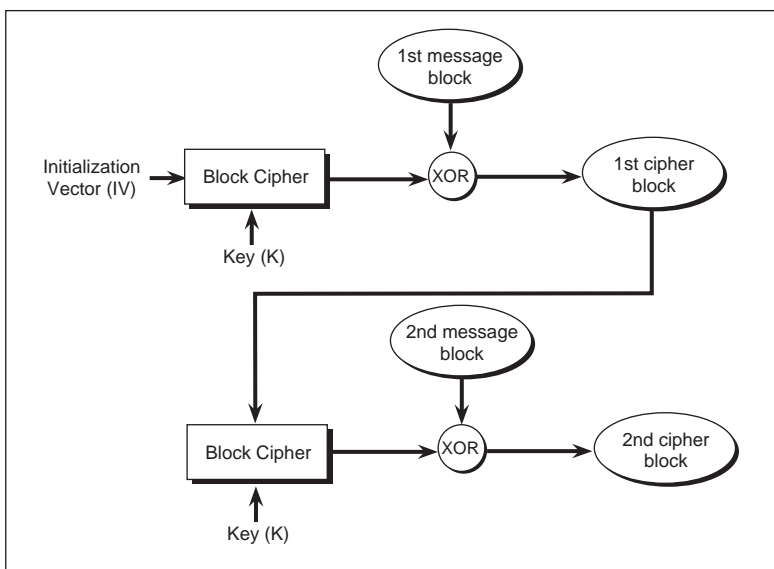 1st message
block
Initialization
Vector (IV)
Block Cipher
XOR
1st cipher
block
Key (K)
2nd message
block
Block Cipher
XOR
2nd cipher
block
Key (K)